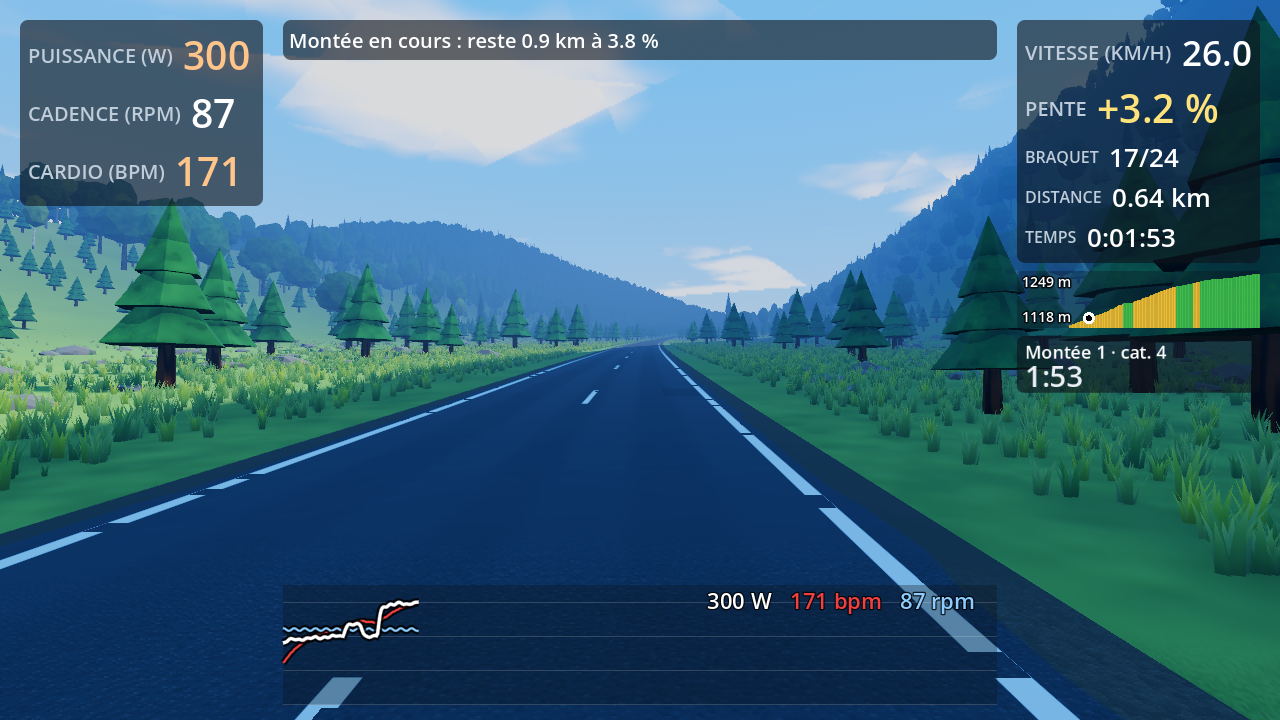 PUISSANCE (W) 300
CADENCE (RPM) 87
CARDIO (BPM) 171
Montée en cours : reste 0.9 km à 3.8 %
VITESSE (KM/H) 26.0
PENTE +3.2 %
BRAQUET 17/24
DISTANCE 0.64 km
TEMPS 0:01:53
1249 m
1118 m
Montée 1 · cat. 4
1:53
300 W 171 bpm 87 rpm